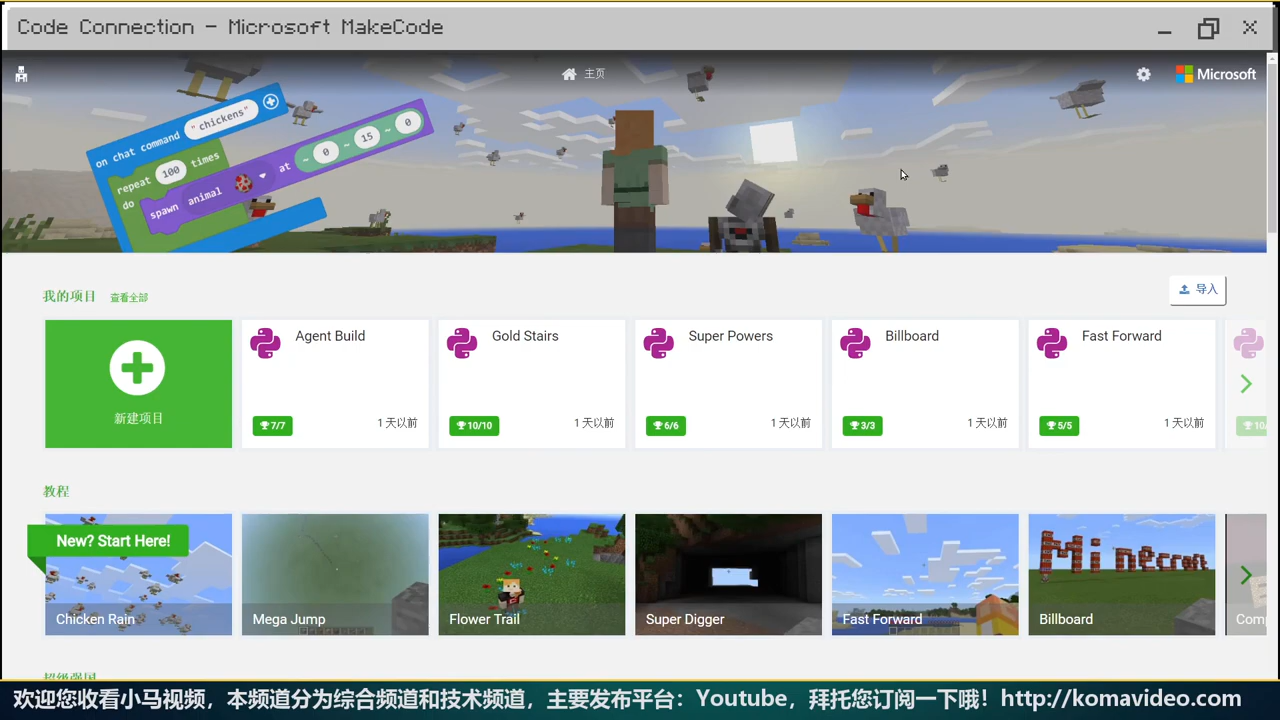 Code Connection - Microsoft MakeCode
主页
Microsoft
on chat command "chickens"
repeat 100 times
do spawn animal at ~ 0 ~ 15 ~ 0
我的项目 查看全部
导入
新建项目
Agent Build
7/7 1 天以前
Gold Stairs
10/10 1 天以前
Super Powers
6/6 1 天以前
Billboard
3/3 1 天以前
Fast Forward
5/5 1 天以前
教程
New? Start Here!
Chicken Rain
Mega Jump
Flower Trail
Super Digger
Fast Forward
Minecraft
Billboard
欢迎您收看小马视频，本频道分为综合频道和技术频道，主要发布平台：Youtube，拜托您订阅一下哦！http://komavideo.com